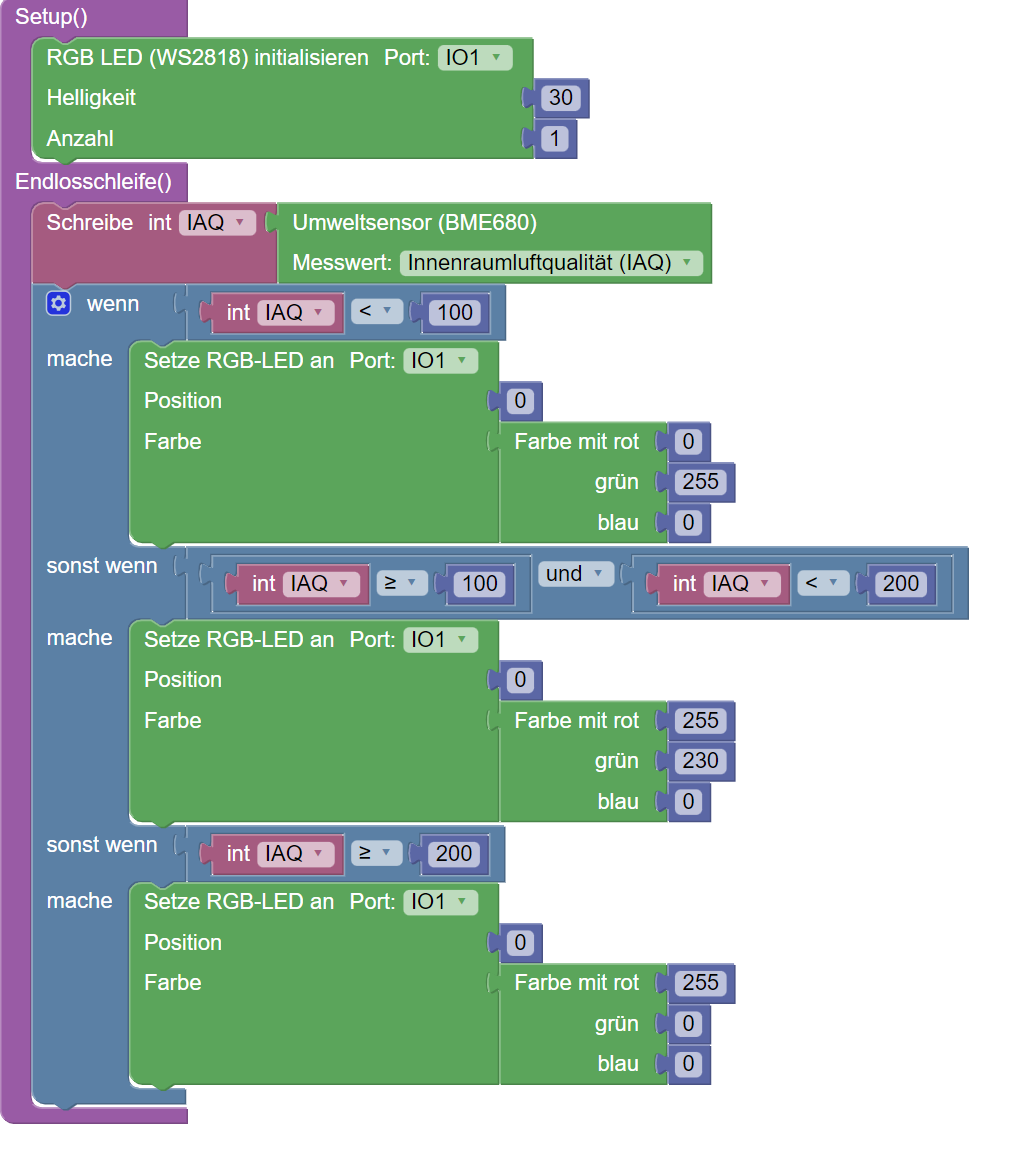 Setup()
RGB LED (WS2818) initialisieren Port: IO1
Helligkeit 30
Anzahl 1
Endlosschleife()
Schreibe int IAQ Umweltsensor (BME680)
Messwert: Innenraumluftqualität (IAQ)
wenn int IAQ < 100
mache Setze RGB-LED an Port: IO1
Position 0
Farbe Farbe mit rot 0
grün 255
blau 0
sonst wenn int IAQ ≥ 100 und int IAQ < 200
mache Setze RGB-LED an Port: IO1
Position 0
Farbe Farbe mit rot 255
grün 230
blau 0
sonst wenn int IAQ ≥ 200
mache Setze RGB-LED an Port: IO1
Position 0
Farbe Farbe mit rot 255
grün 0
blau 0